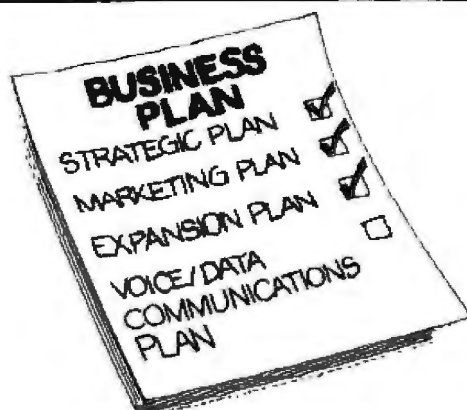 BUSINESS
PLAN
STRATEGIC PLAN
MARKETING PLAN
EXPANSION PLAN
VOICE/DATA
COMMUNICATIONS
PLAN